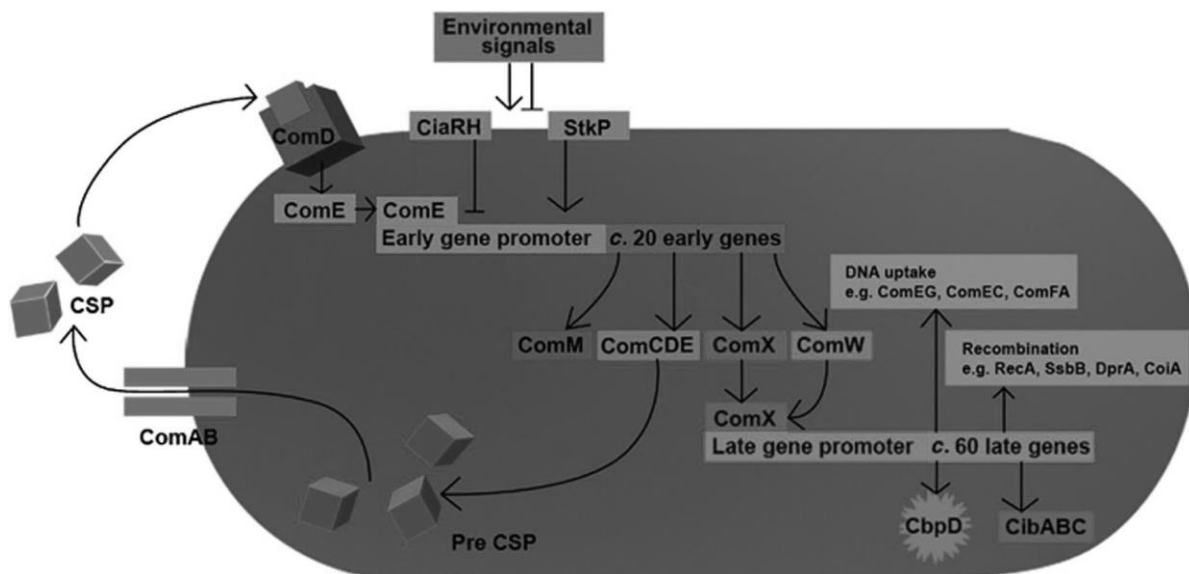 Environmental
signals
ComD
CiaRH
StkP
ComE
ComE
Early gene promoter
c. 20 early genes
CSP
DNA uptake
e.g. ComEG, ComEC, ComFA
ComM
ComCDE
ComX
ComW
Recombination
e.g. RecA, SsbB, DprA, CoiA
ComAB
ComX
Late gene promoter
c. 60 late genes
Pre CSP
CbpD
CibABC